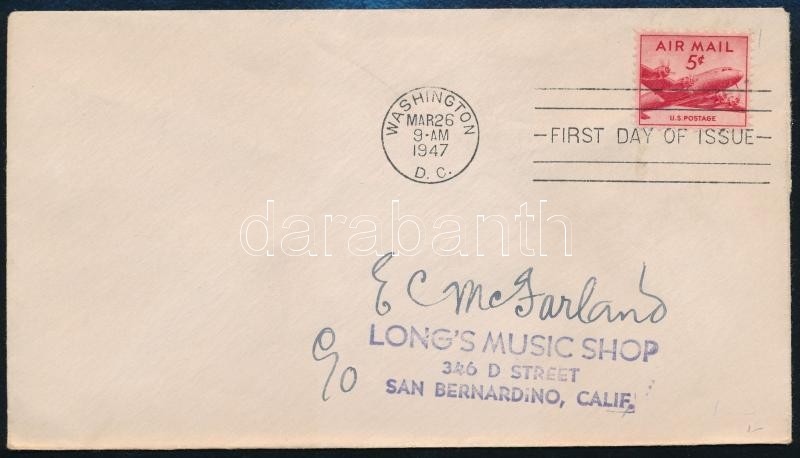 AIR MAIL
5¢
U.S. POSTAGE
WASHINGTON
MAR 26
9-AM
1947
D. C.
FIRST DAY OF ISSUE
darabanth
E C McFarland
c/o
LONG'S MUSIC SHOP
346 D STREET
SAN BERNARDINO, CALIF.